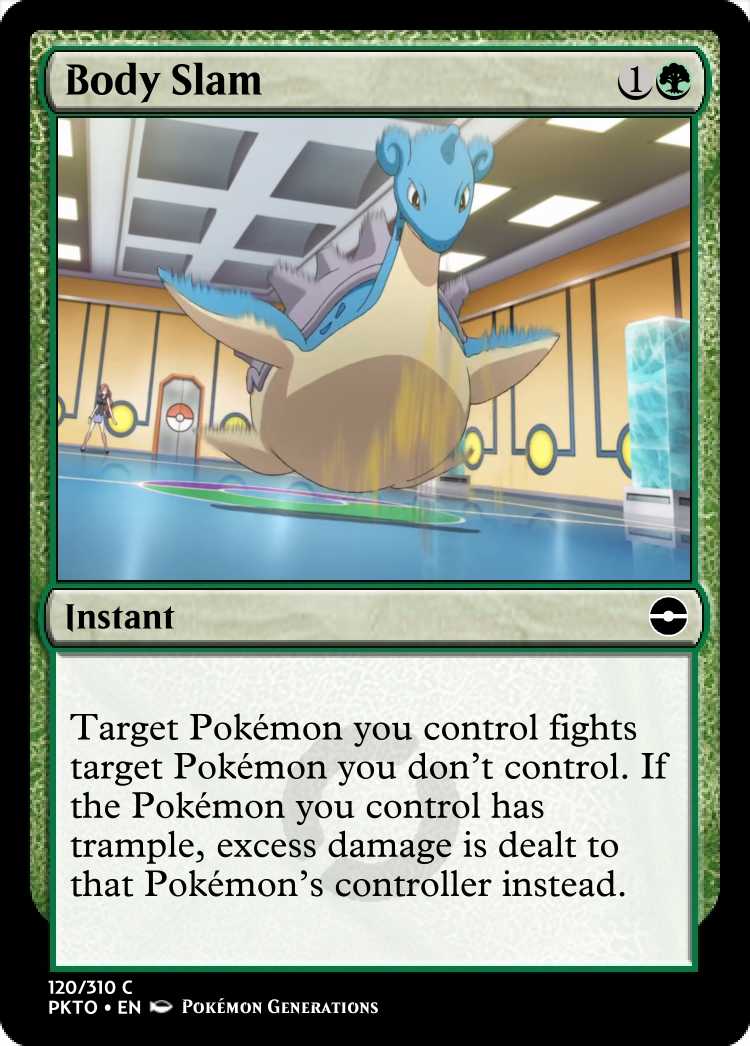 Body Slam 1
Instant
Target Pokémon you control fights
target Pokémon you don't control. If
the Pokémon you control has
trample, excess damage is dealt to
that Pokémon's controller instead.
120/310 C
PKTO • EN Pokémon Generations